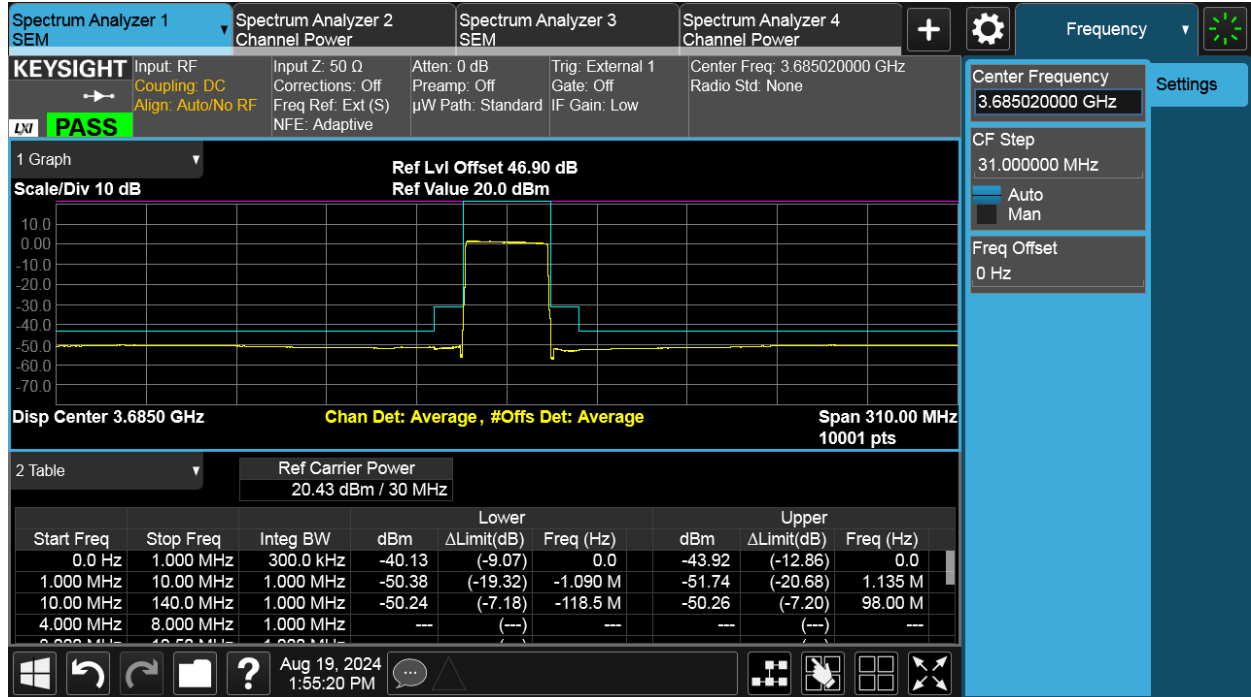 Spectrum Analyzer 1
SEM
Spectrum Analyzer 2
Channel Power
Spectrum Analyzer 3
SEM
Spectrum Analyzer 4
Channel Power
+
Frequency
KEYSIGHT
LXI
PASS
Input: RF
Coupling: DC
Align: Auto/No RF
Input Z: 50 Ω
Corrections: Off
Freq Ref: Ext (S)
NFE: Adaptive
Atten: 0 dB
Preamp: Off
µW Path: Standard
Trig: External 1
Gate: Off
IF Gain: Low
Center Freq: 3.685020000 GHz
Radio Std: None
Center Frequency
3.685020000 GHz
Settings
CF Step
31.000000 MHz
Auto
Man
Freq Offset
0 Hz
1 Graph
Scale/Div 10 dB
Ref Lvl Offset 46.90 dB
Ref Value 20.0 dBm
10.0
0.00
-10.0
-20.0
-30.0
-40.0
-50.0
-60.0
-70.0
Disp Center 3.6850 GHz
Chan Det: Average , #Offs Det: Average
Span 310.00 MHz
10001 pts
2 Table
Ref Carrier Power
20.43 dBm / 30 MHz
Lower Upper
Start Freq Stop Freq Integ BW dBm ΔLimit(dB) Freq (Hz) dBm ΔLimit(dB) Freq (Hz)
0.0 Hz 1.000 MHz 300.0 kHz -40.13 (-9.07) 0.0 -43.92 (-12.86) 0.0
1.000 MHz 10.00 MHz 1.000 MHz -50.38 (-19.32) -1.090 M -51.74 (-20.68) 1.135 M
10.00 MHz 140.0 MHz 1.000 MHz -50.24 (-7.18) -118.5 M -50.26 (-7.20) 98.00 M
4.000 MHz 8.000 MHz 1.000 MHz --- (---) --- --- (---) ---
?
Aug 19, 2024
1:55:20 PM